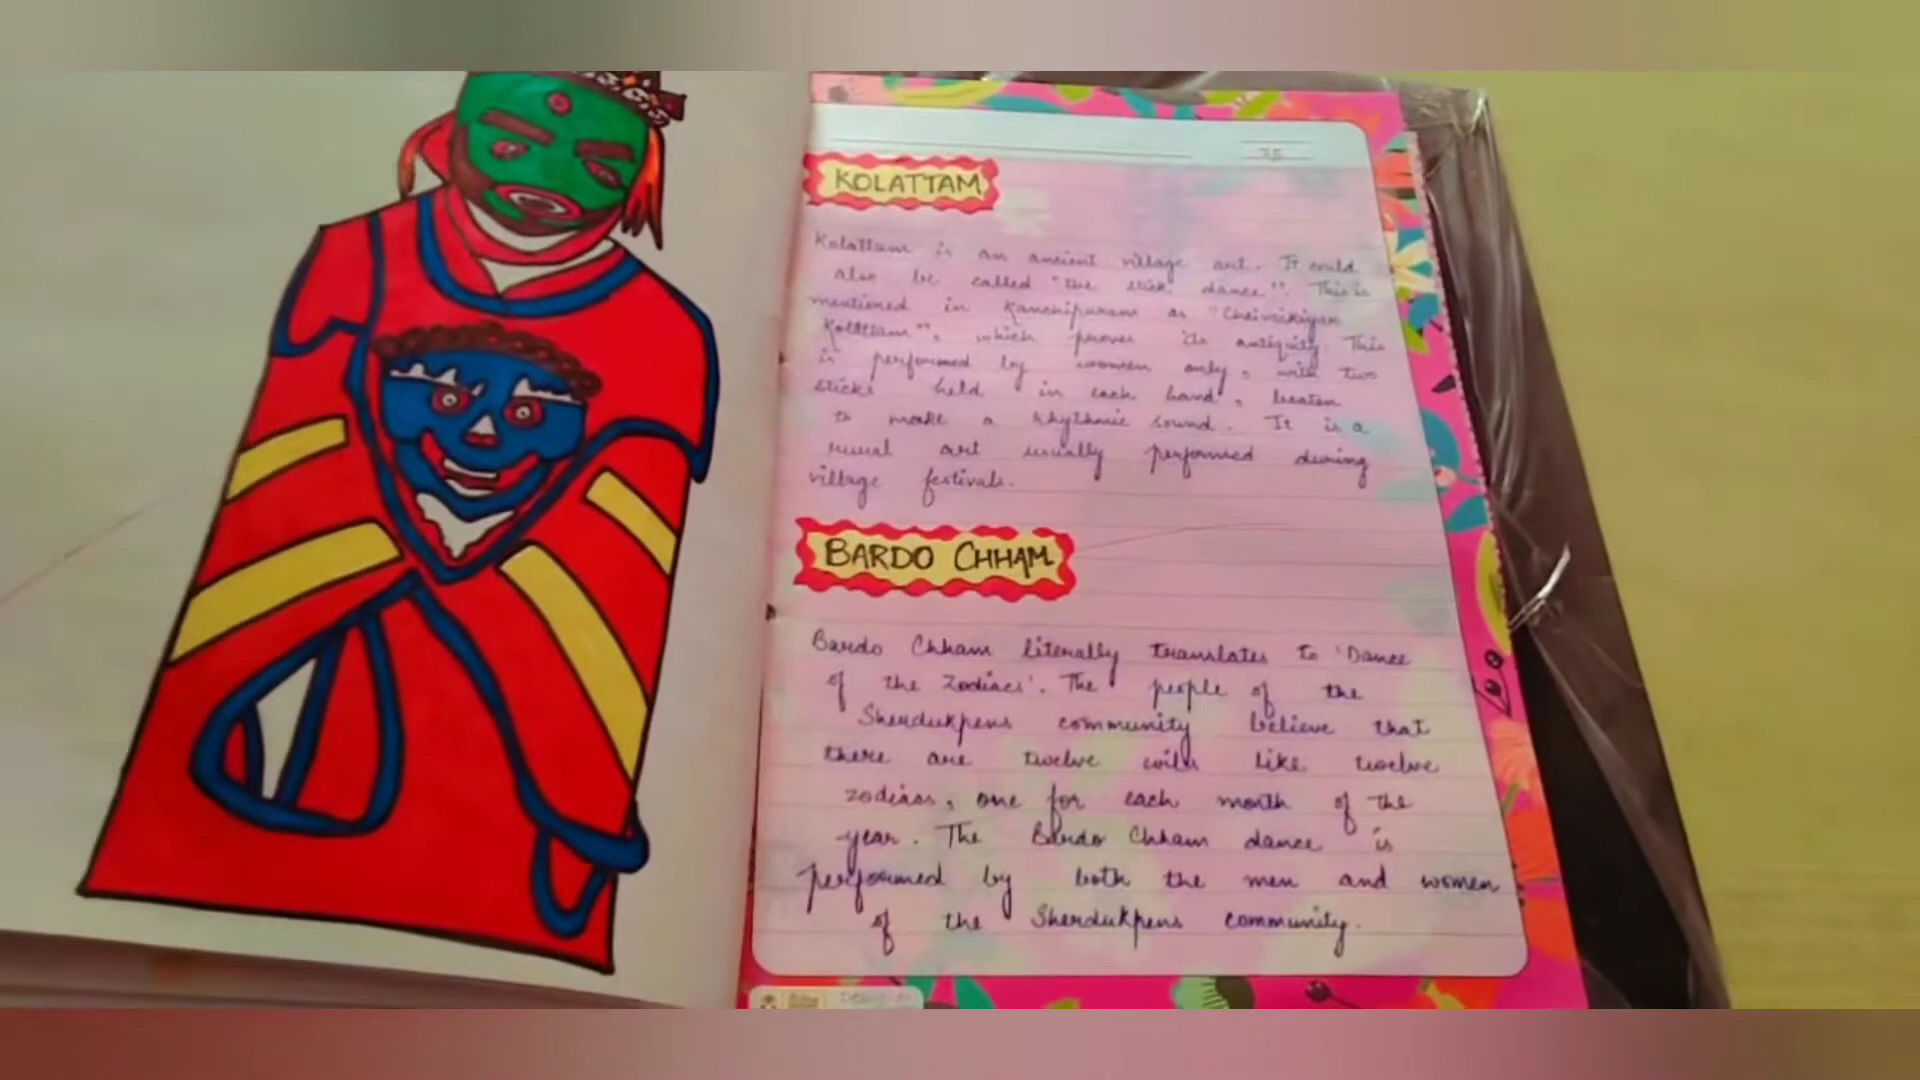 25
KOLATTAM
Kolattam is an ancient village art. It could
also be called "the stick dance". This is
mentioned in Kanchipuram as "Cheivaikiyar
Kolattam", which proves its antiquity. This
is performed by women only, with two
sticks held in each hand, beaten
to make a rhythmic sound. It is a
rural art usually performed during
village festivals.
BARDO CHHAM
Bardo Chham literally translates to 'Dance
of the Zodiacs'. The people of the
Sherdukpens community believe that
there are twelve evils like twelve
zodiacs, one for each month of the
year. The Bardo Chham dance is
performed by both the men and women
of the Sherdukpens community.